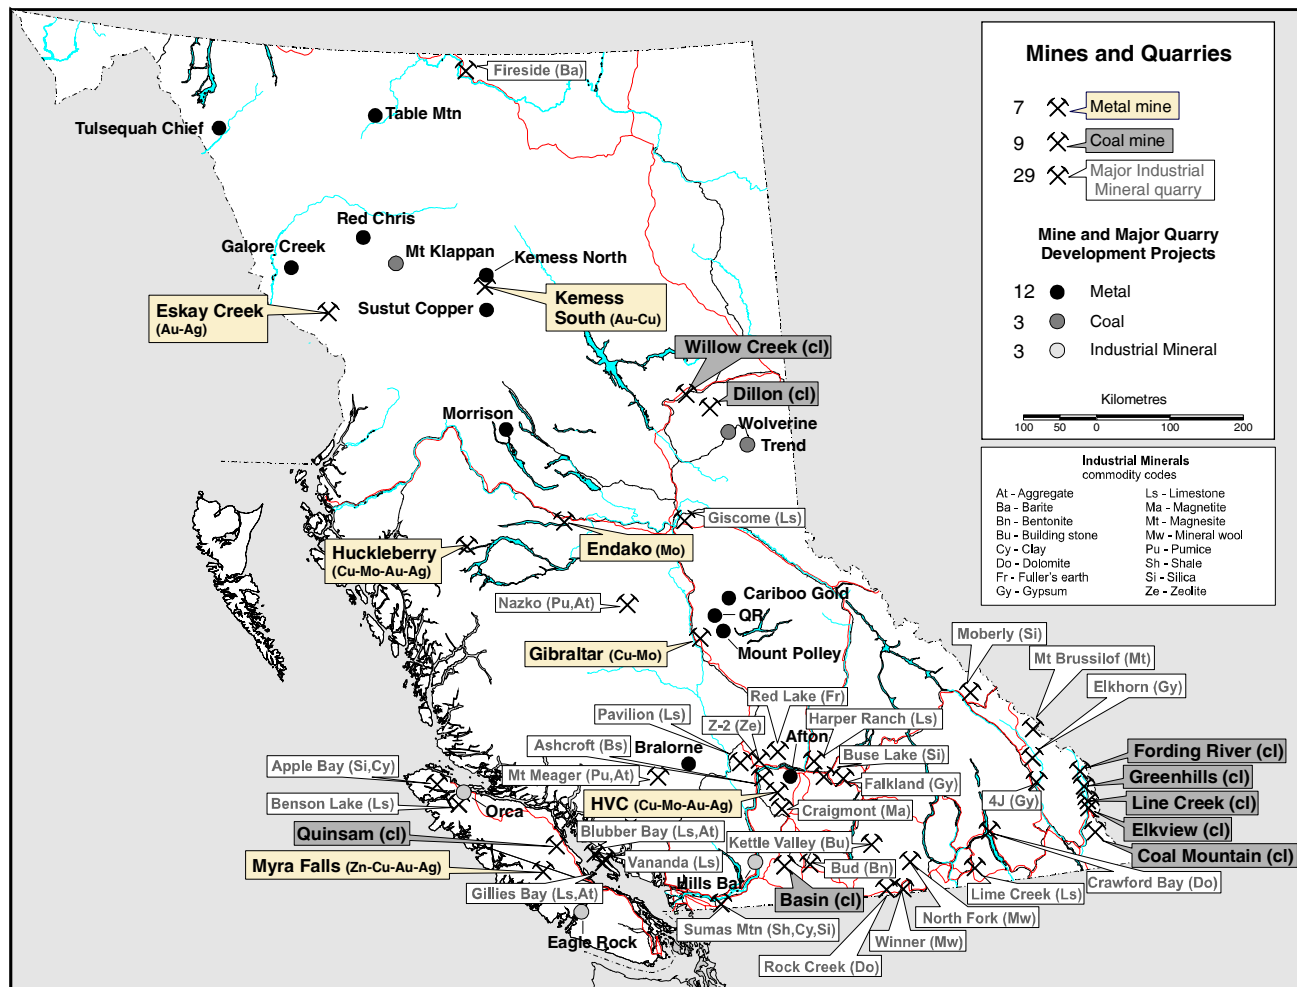 Fireside (Ba)
Table Mtn
Tulsequah Chief
Red Chris
Galore Creek
Mt Klappan
Kemess North
Eskay Creek
(Au-Ag)
Sustut Copper
Kemess
South (Au-Cu)
Willow Creek (cl)
Dillon (cl)
Wolverine
Trend
Morrison
Giscome (Ls)
Huckleberry
(Cu-Mo-Au-Ag)
Endako (Mo)
Nazko (Pu,At)
Cariboo Gold
QR
Mount Polley
Gibraltar (Cu-Mo)
Moberly (Si)
Mt Brussilof (Mt)
Elkhorn (Gy)
Red Lake (Fr)
Pavilion (Ls)
Z-2 (Ze)
Harper Ranch (Ls)
Afton
Ashcroft (Bs)
Bralorne
Buse Lake (Si)
Fording River (cl)
Apple Bay (Si,Cy)
Mt Meager (Pu,At)
Falkland (Gy)
Greenhills (cl)
Benson Lake (Ls)
Orca
HVC (Cu-Mo-Au-Ag)
Craigmont (Ma)
4J (Gy)
Line Creek (cl)
Quinsam (cl)
Blubber Bay (Ls,At)
Kettle Valley (Bu)
Elkview (cl)
Myra Falls (Zn-Cu-Au-Ag)
Vananda (Ls)
Bud (Bn)
Coal Mountain (cl)
Gillies Bay (Ls,At)
Hills Bar
Basin (cl)
Lime Creek (Ls)
Crawford Bay (Do)
Eagle Rock
Sumas Mtn (Sh,Cy,Si)
North Fork (Mw)
Winner (Mw)
Rock Creek (Do)
Mines and Quarries
7 Metal mine
9 Coal mine
29 Major Industrial
Mineral quarry
Mine and Major Quarry
Development Projects
12 Metal
3 Coal
3 Industrial Mineral
Kilometres
100 50 0 100 200
Industrial Minerals
commodity codes
At - Aggregate Ls - Limestone
Ba - Barite Ma - Magnetite
Bn - Bentonite Mt - Magnesite
Bu - Building stone Mw - Mineral wool
Cy - Clay Pu - Pumice
Do - Dolomite Sh - Shale
Fr - Fuller's earth Si - Silica
Gy - Gypsum Ze - Zeolite